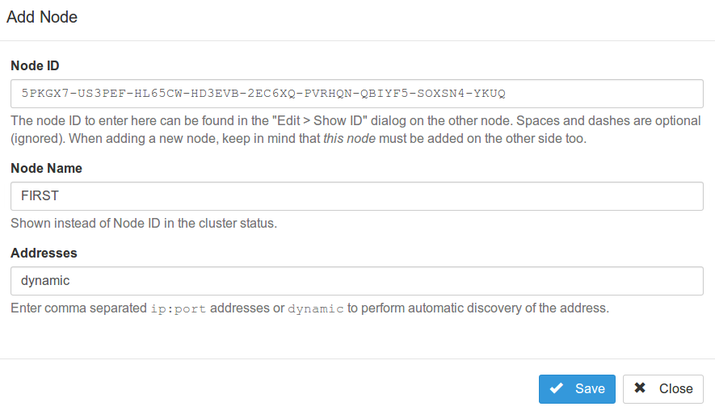 Add Node
Node ID
5PKGX7-US3PEF-HL65CW-HD3EVB-2EC6XQ-PVRHQN-QBIYF5-SOXSN4-YKUQ
The node ID to enter here can be found in the "Edit > Show ID" dialog on the other node. Spaces and dashes are optional
(ignored). When adding a new node, keep in mind that this node must be added on the other side too.
Node Name
FIRST
Shown instead of Node ID in the cluster status.
Addresses
dynamic
Enter comma separated ip:port addresses or dynamic to perform automatic discovery of the address.
Save
Close